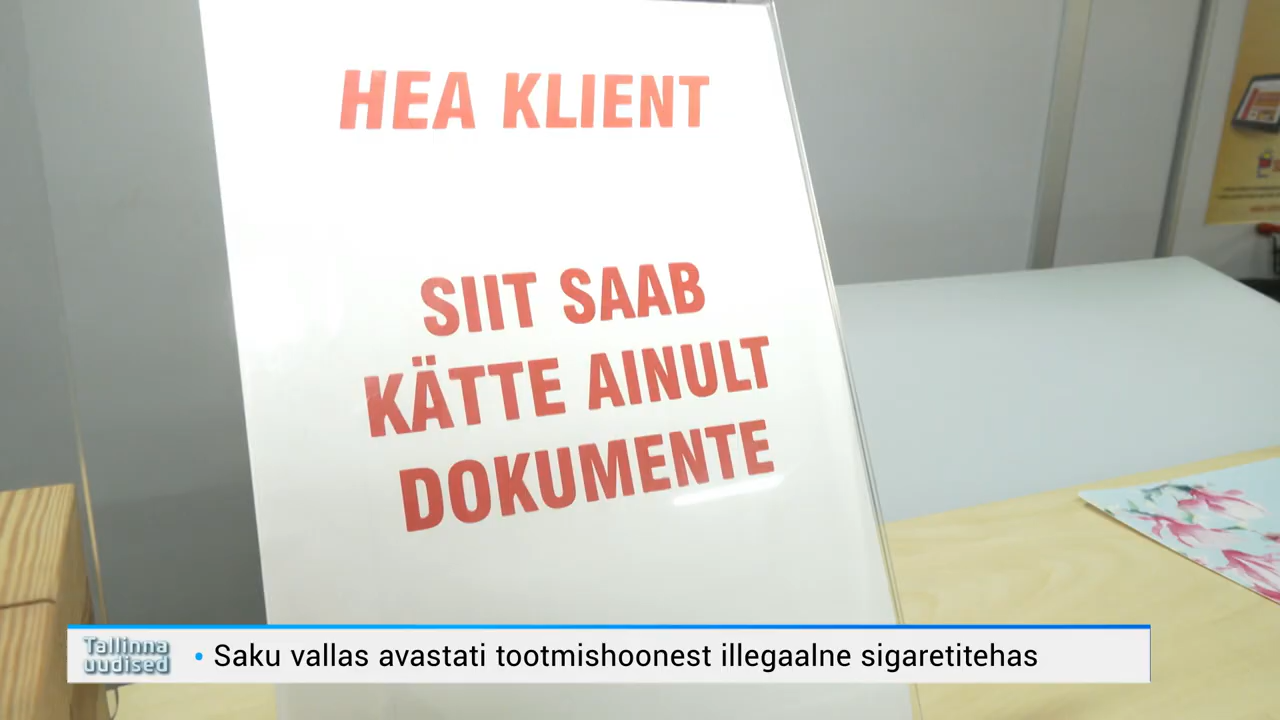 HEA KLIENT
SIIT SAAB
KÄTTE AINULT
DOKUMENTE
Tallinna
uudised
• Saku vallas avastati tootmishoonest illegaalne sigaretitehas